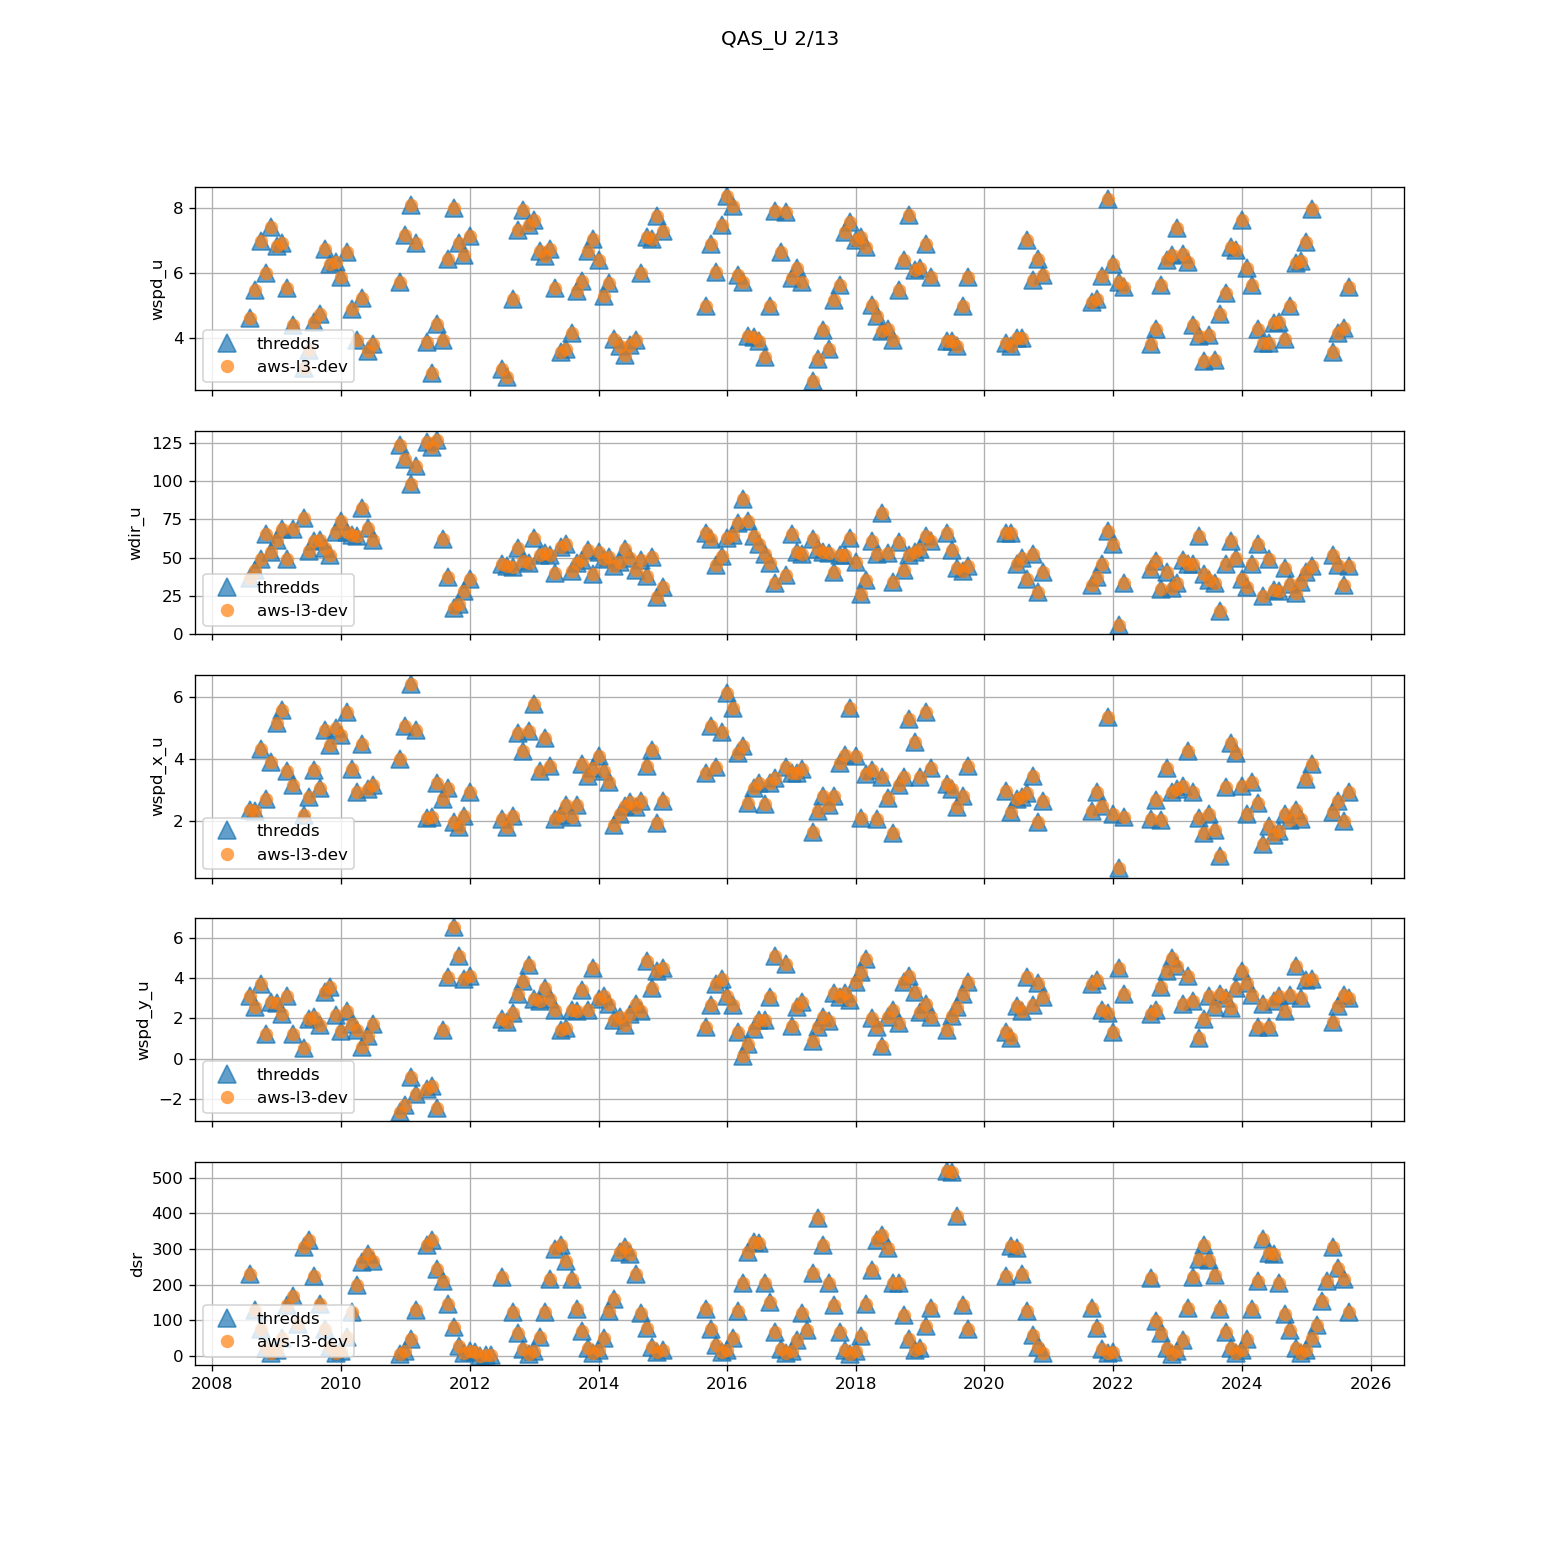 QAS_U 2/13
wspd_u
8
6
4
thredds
aws-l3-dev
wdir_u
125
100
75
50
25
0
thredds
aws-l3-dev
wspd_x_u
6
4
2
thredds
aws-l3-dev
wspd_y_u
6
4
2
0
−2
thredds
aws-l3-dev
dsr
500
400
300
200
100
0
thredds
aws-l3-dev
2008 2010 2012 2014 2016 2018 2020 2022 2024 2026